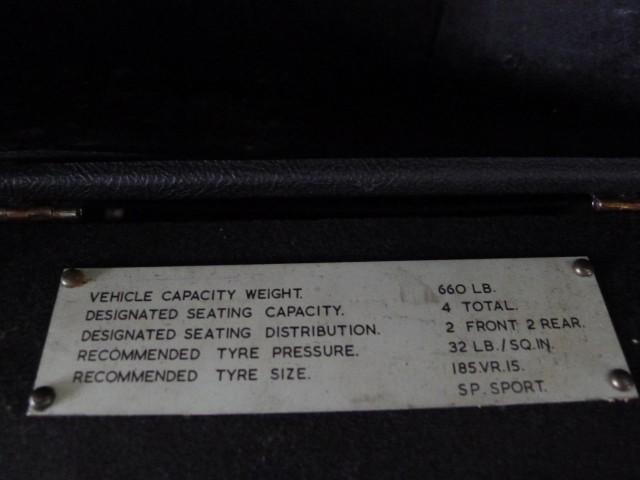 VEHICLE CAPACITY WEIGHT. 660 LB.
DESIGNATED SEATING CAPACITY. 4 TOTAL.
DESIGNATED SEATING DISTRIBUTION. 2 FRONT 2 REAR.
RECOMMENDED TYRE PRESSURE. 32 LB./SQ.IN.
RECOMMENDED TYRE SIZE. 185.VR.15.
SP. SPORT.